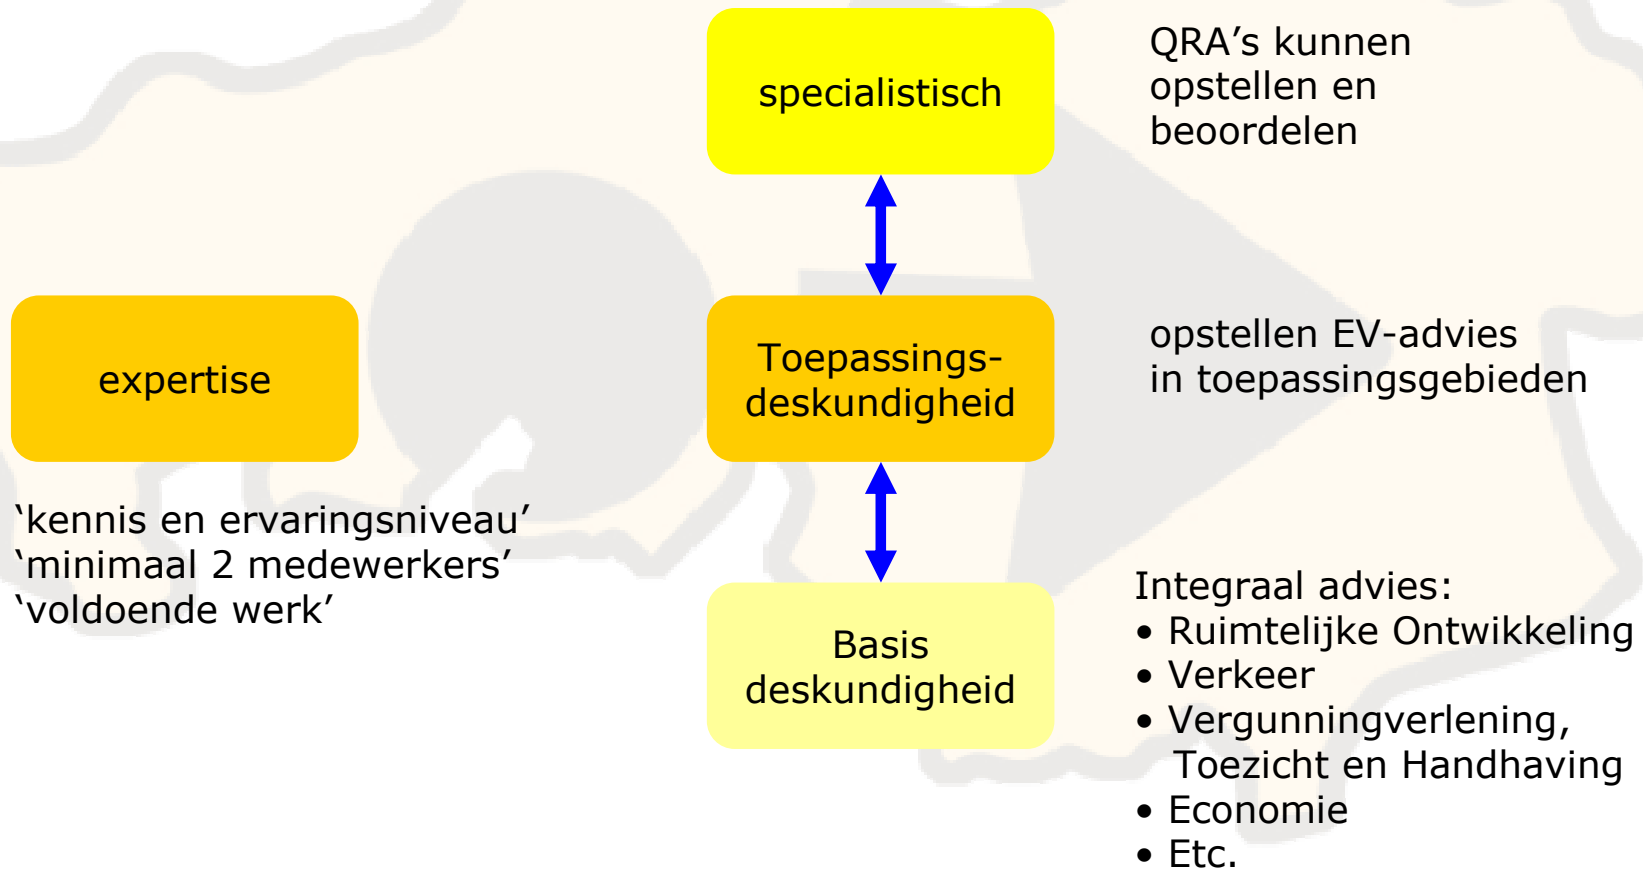 specialistisch
QRA’s kunnen
opstellen en
beoordelen
expertise
‘kennis en ervaringsniveau’
‘minimaal 2 medewerkers’
‘voldoende werk’
Toepassings-
deskundigheid
opstellen EV-advies
in toepassingsgebieden
Basis
deskundigheid
Integraal advies:
• Ruimtelijke Ontwikkeling
• Verkeer
• Vergunningverlening,
Toezicht en Handhaving
• Economie
• Etc.